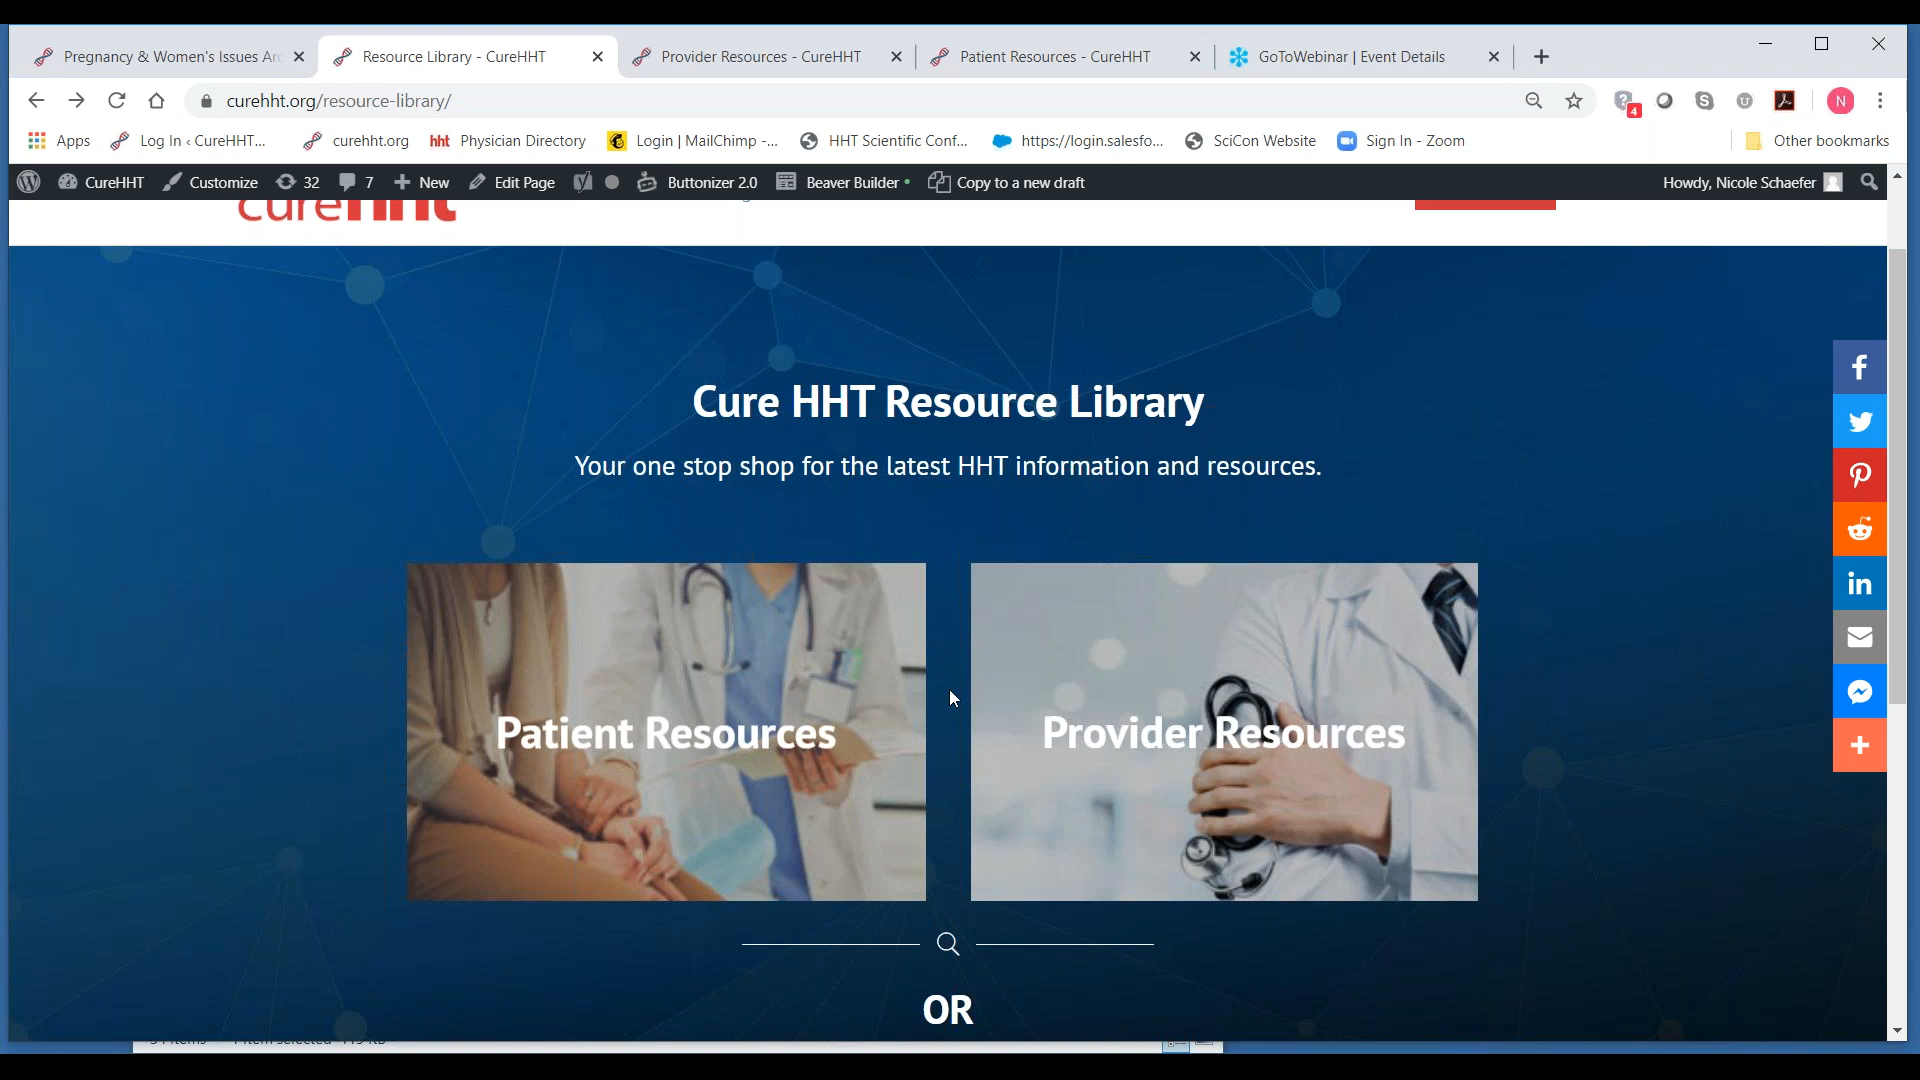 Pregnancy & Women's Issues Arc
Resource Library - CureHHT
Provider Resources - CureHHT
Patient Resources - CureHHT
GoToWebinar | Event Details
curehht.org/resource-library/
4
N
Apps
Log In ‹ CureHHT...
curehht.org
hht Physician Directory
Login | MailChimp -...
HHT Scientific Conf...
https://login.salesfo...
SciCon Website
Sign In - Zoom
Other bookmarks
CureHHT
Customize
32
7
New
Edit Page
Buttonizer 2.0
Beaver Builder
Copy to a new draft
Howdy, Nicole Schaefer
cureHHT
Cure HHT Resource Library
Your one stop shop for the latest HHT information and resources.
Patient Resources
Provider Resources
OR